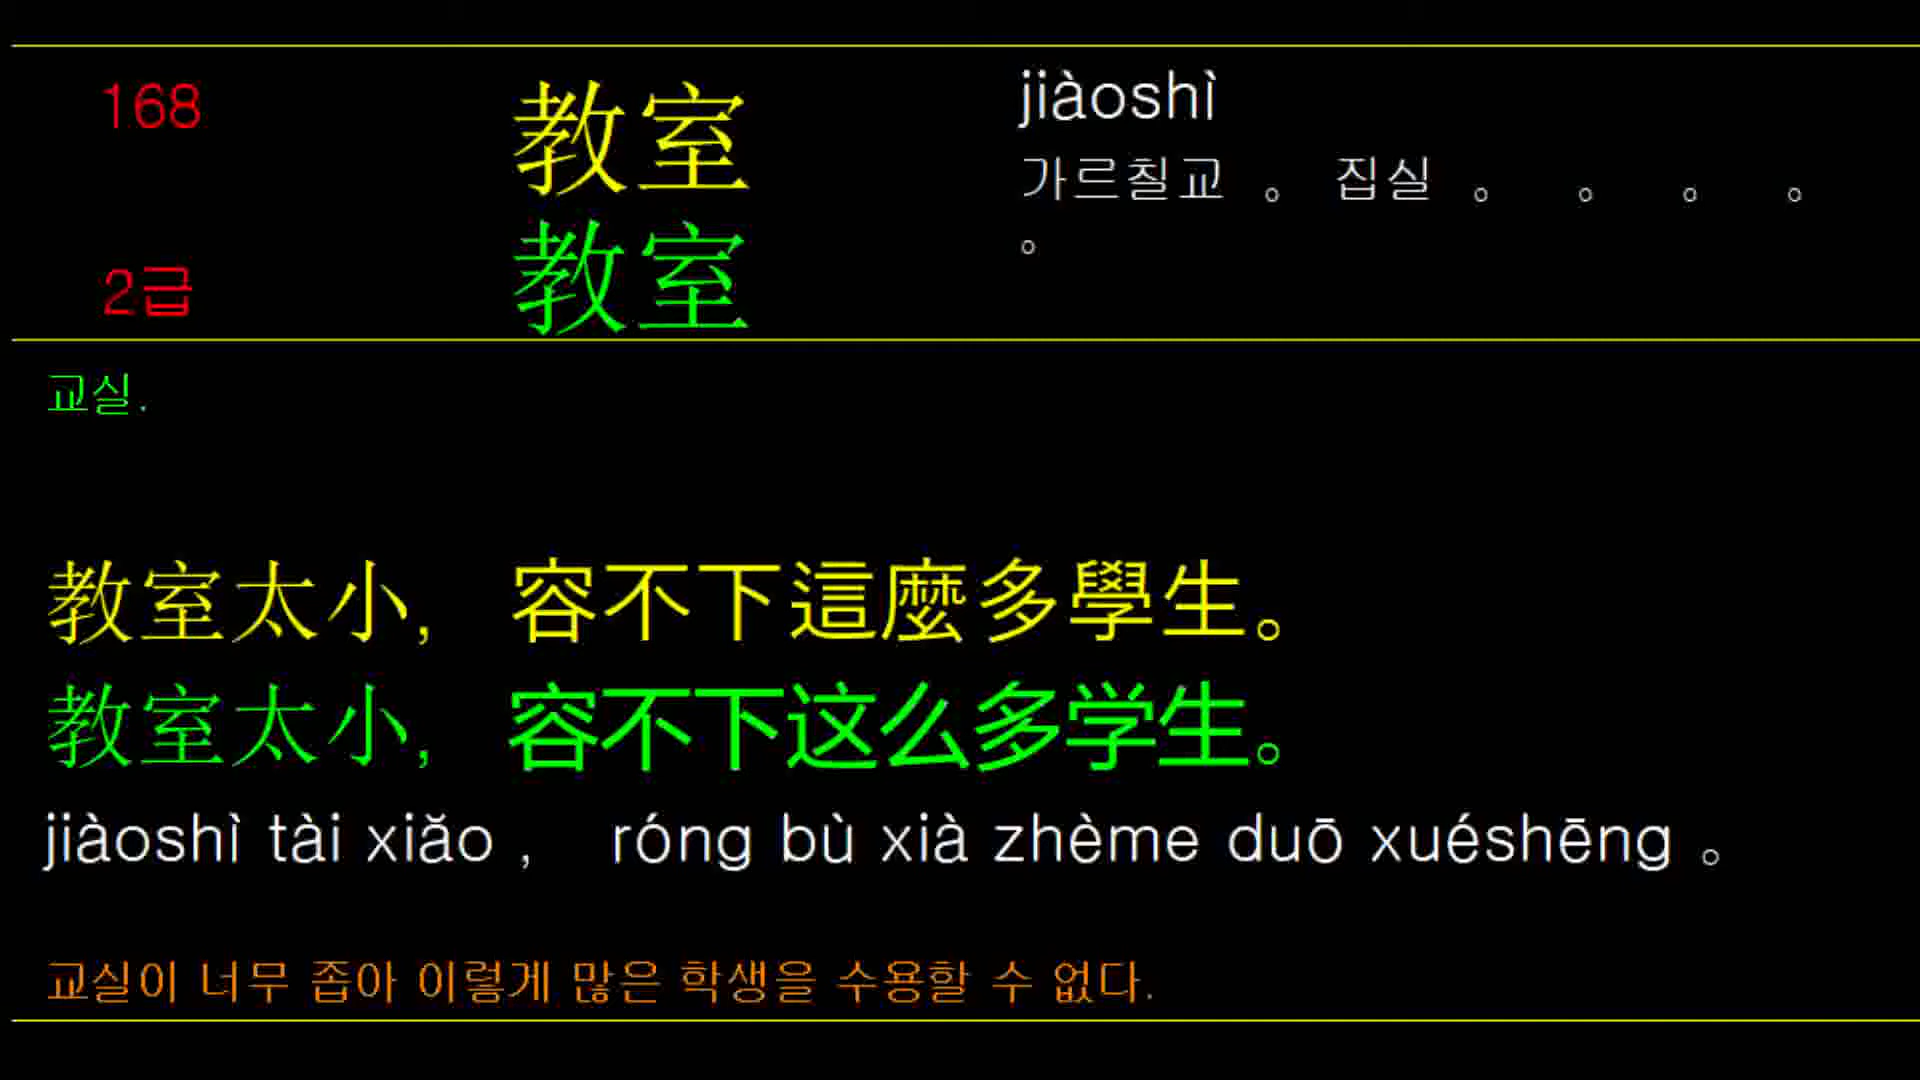 168
教室
jiàoshì
가르칠교 。 집실 。 。 。 。
。
教室
2급
교실.
教室太小, 容不下這麼多學生。
教室太小, 容不下这么多学生。
jiàoshì tài xiǎo , róng bù xià zhème duō xuéshēng 。
교실이 너무 좁아 이렇게 많은 학생을 수용할 수 없다.